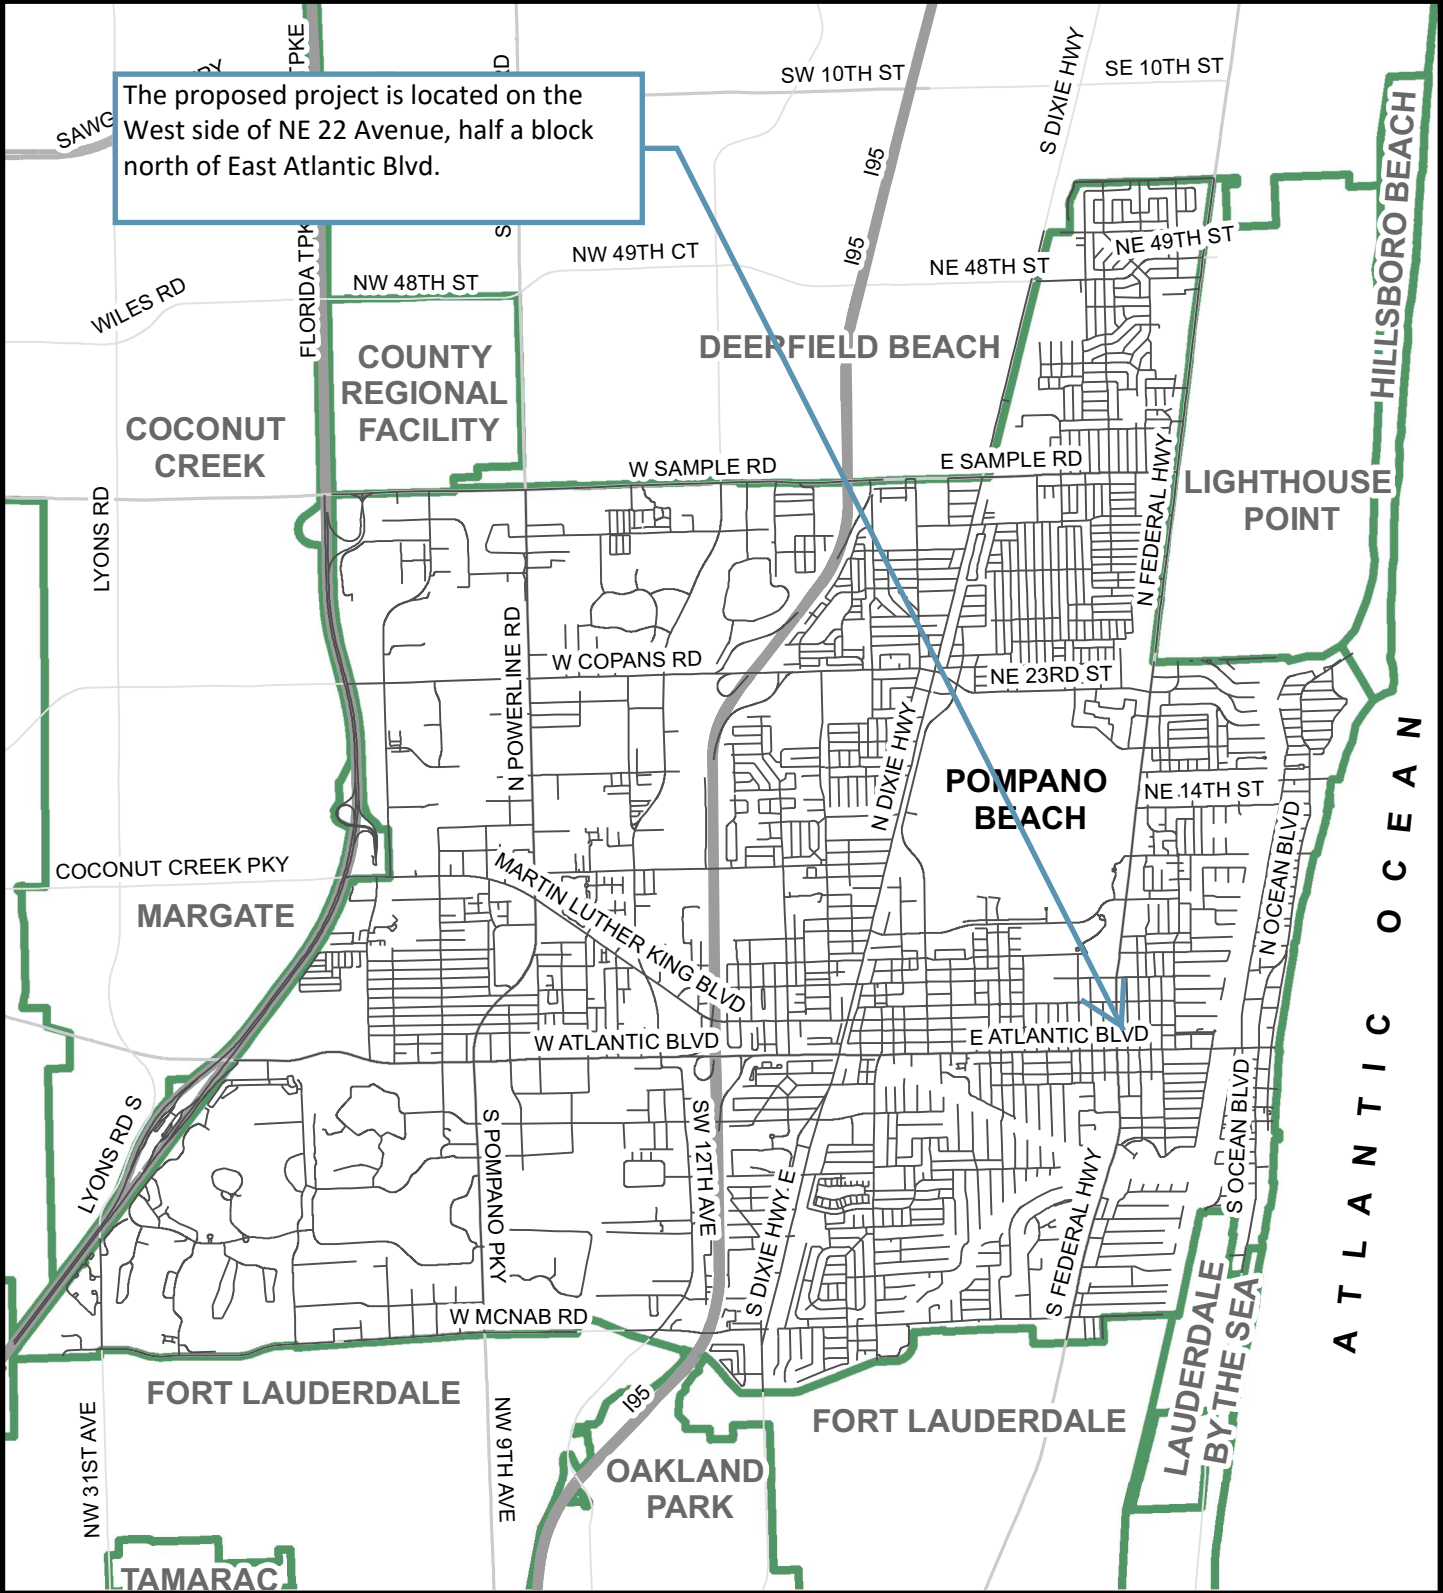 SW 10TH ST
SE 10TH ST
The proposed project is located on the
West side of NE 22 Avenue, half a block
north of East Atlantic Blvd.
SAWG
RY
TPKE
RD
S
S DIXIE HWY
I95
I95
HILLSBORO BEACH
NE 49TH ST
NW 49TH CT
NE 48TH ST
NW 48TH ST
WILES RD
FLORIDA TPK
DEERFIELD BEACH
COUNTY
REGIONAL
FACILITY
COCONUT
CREEK
LYONS RD
W SAMPLE RD
E SAMPLE RD
N FEDERAL HWY
LIGHTHOUSE
POINT
N POWERLINE RD
W COPANS RD
NE 23RD ST
N DIXIE HWY
POMPANO
BEACH
NE 14TH ST
N OCEAN BLVD
ATLANTIC OCEAN
COCONUT CREEK PKY
MARTIN LUTHER KING BLVD
MARGATE
W ATLANTIC BLVD
E ATLANTIC BLVD
LYONS RD S
S POMPANO PKY
SW 12TH AVE
S DIXIE HWY E
S FEDERAL HWY
S OCEAN BLVD
W MCNAB RD
LAUDERDALE
BY THE SEA
FORT LAUDERDALE
FORT LAUDERDALE
I95
NW 31ST AVE
NW 9TH AVE
OAKLAND
PARK
TAMARAC